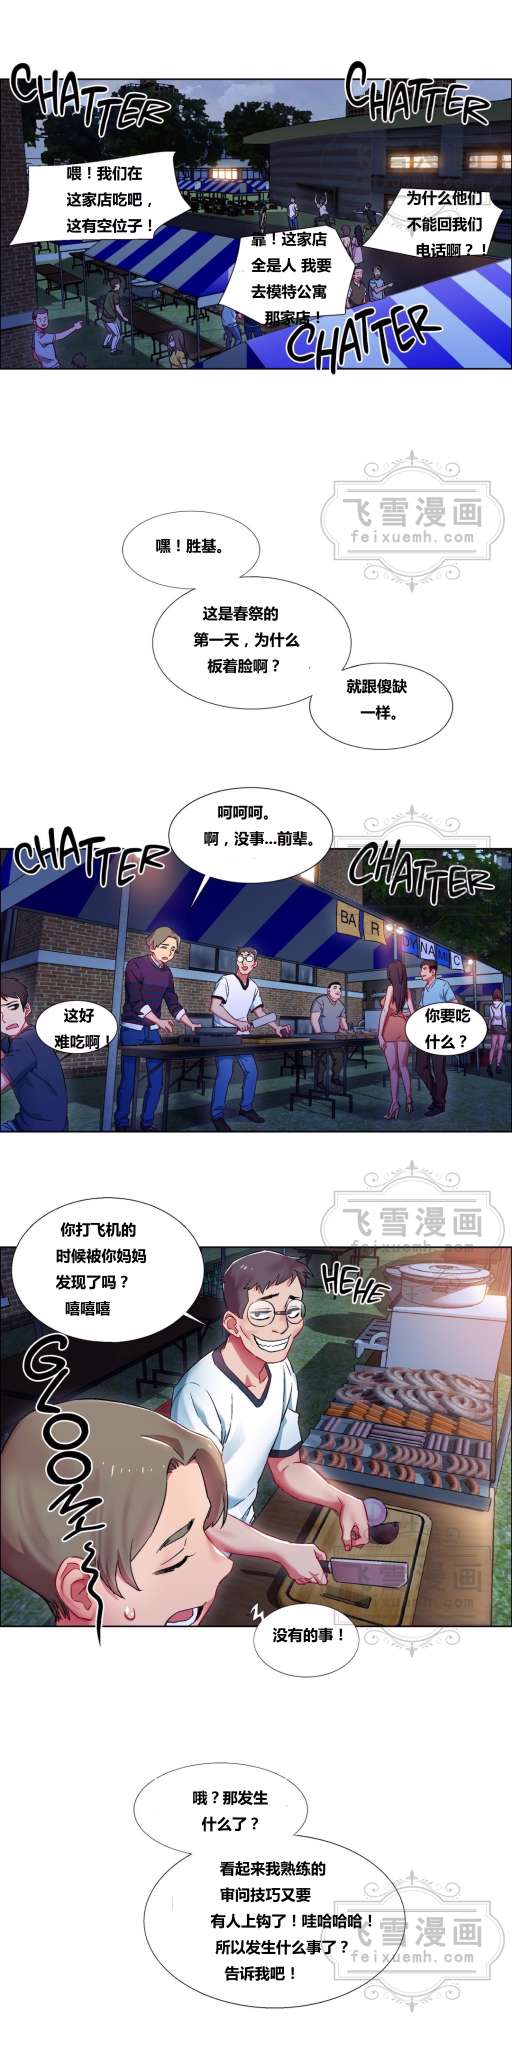 CHATTER
CHATTER
喂！我们在
这家店吃吧，
这有空位子！
为什么他们
不能回我们
电话啊？！
靠！这家店
全是人 我要
去模特公寓
那家店！
CHATTER
飞雪漫画
feixuemh.com
嘿！胜基。
这是春祭的
第一天，为什么
板着脸啊？
就跟傻缺
一样。
呵呵呵。
啊，没事...前辈。
CHATTER
CHATTER
BAR
DYNAMIC
这好
难吃啊！
你要吃
什么？
飞雪漫画
feixuemh.com
你打飞机的
时候被你妈妈
发现了吗？
嘻嘻嘻
HEHE
GLOOMY
飞雪漫画
没有的事！
哦？那发生
什么了？
看起来我熟练的
审问技巧又要
有人上钩了！哇哈哈哈！
所以发生什么事了？
告诉我吧！
飞雪漫画
feixuemh.com